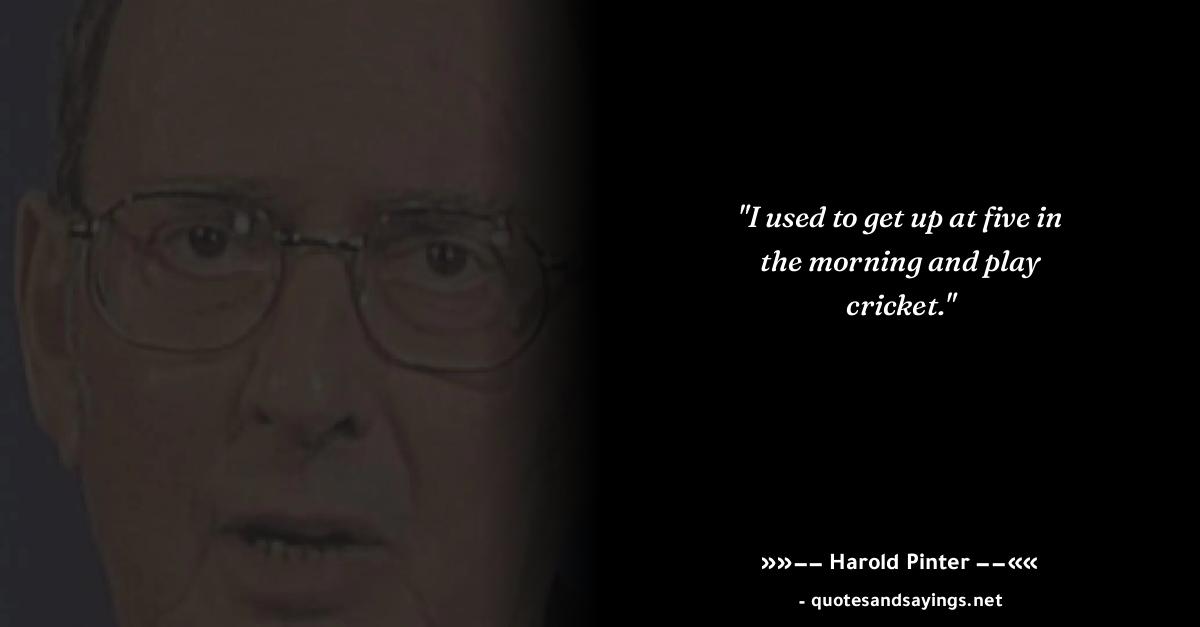 "I used to get up at five in
the morning and play
cricket."
»»–– Harold Pinter ––««
- quotesandsayings.net